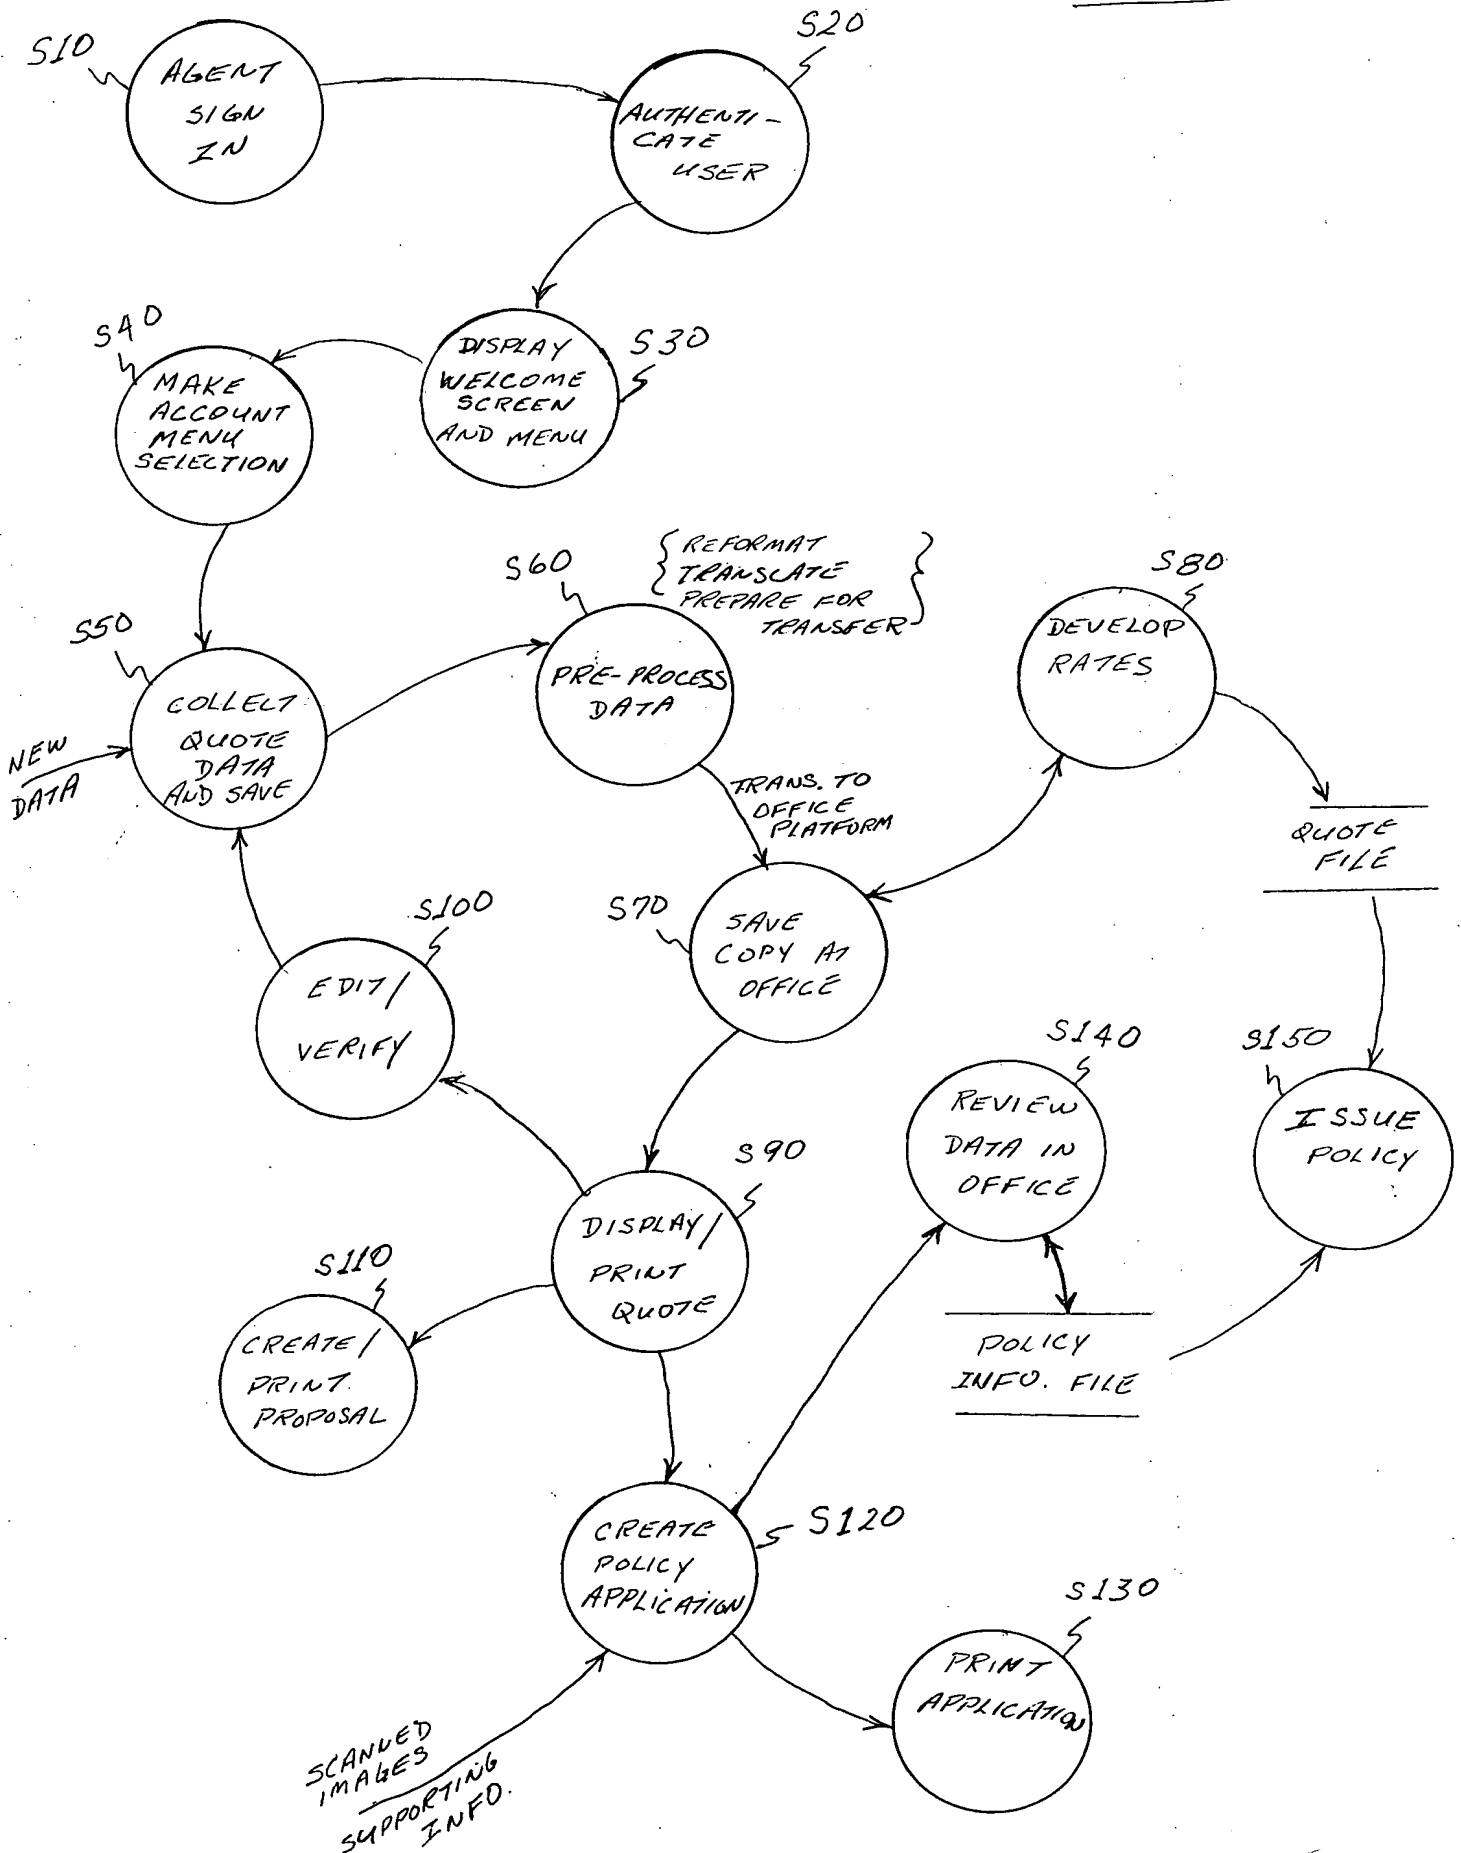 S10
AGENT
SIGN
IN
S20
AUTHENTI-
CATE
USER
S30
DISPLAY
WELCOME
SCREEN
AND MENU
S40
MAKE
ACCOUNT
MENU
SELECTION
S50
COLLECT
QUOTE
DATA
AND SAVE
NEW
DATA
S60
{ REFORMAT
TRANSLATE
PREPARE FOR
TRANSFER }
PRE-PROCESS
DATA
TRANS. TO
OFFICE
PLATFORM
S70
SAVE
COPY AT
OFFICE
S80
DEVELOP
RATES
QUOTE
FILE
S100
EDIT/
VERIFY
S90
DISPLAY/
PRINT
QUOTE
S110
CREATE/
PRINT
PROPOSAL
S140
REVIEW
DATA IN
OFFICE
S150
ISSUE
POLICY
POLICY
INFO. FILE
S120
CREATE
POLICY
APPLICATION
S130
PRINT
APPLICATION
SCANNED
IMAGES
SUPPORTING
INFO.